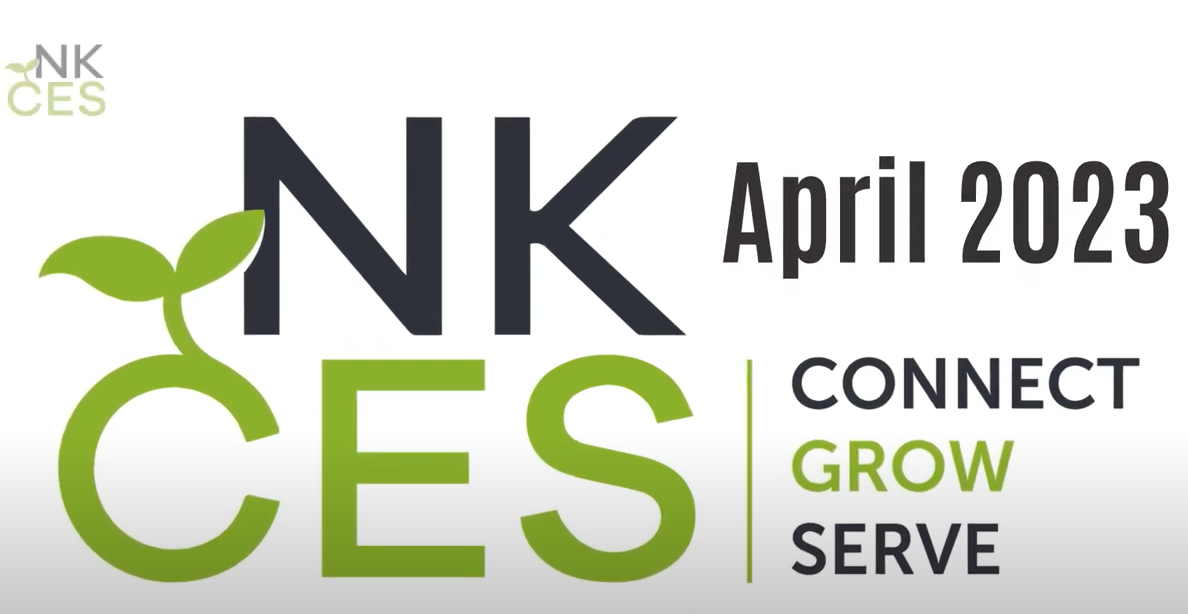 NK
CES
NK
April 2023
CES
CONNECT
GROW
SERVE